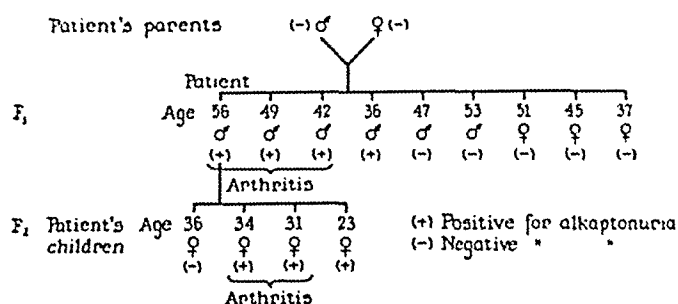 Patient's parents (-) ♂ ♀ (-)
Patient
F₁ Age 56 49 42 36 47 53 51 45 37
♂ ♂ ♂ ♂ ♂ ♂ ♀ ♀ ♀
(+) (+) (+) (+) (-) (-) (-) (-) (-)
Arthritis
F₂ Patient's children Age 36 34 31 23
♀ ♀ ♀ ♀
(-) (+) (+) (+)
Arthritis
(+) Positive for alkaptonuria
(-) Negative " "